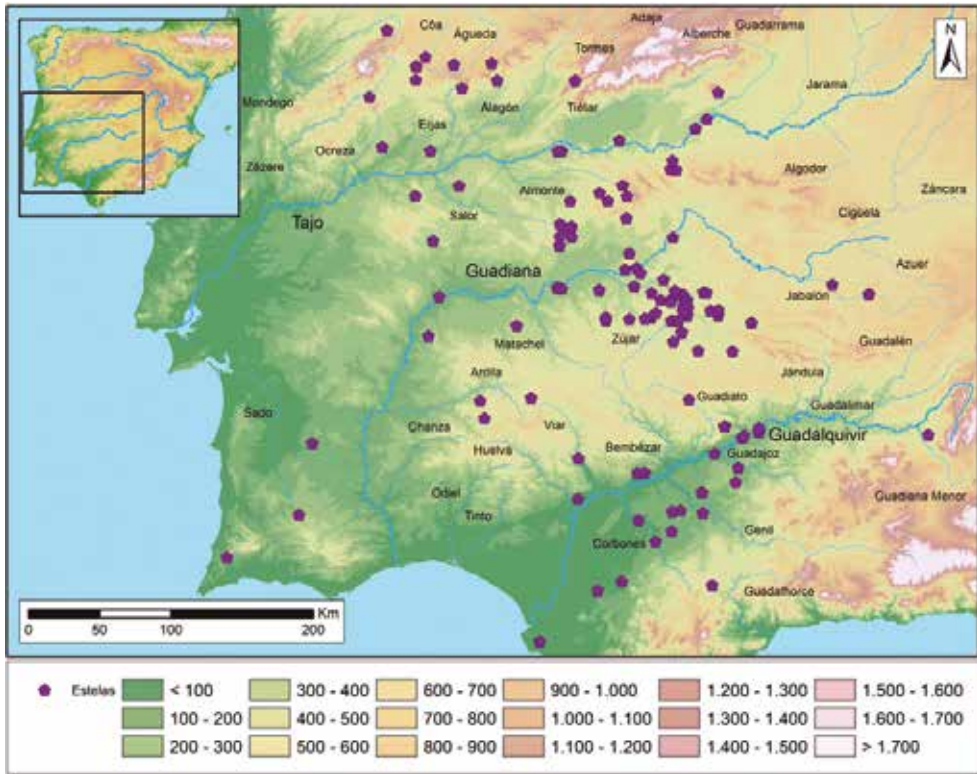 Adaja
Guadarrama
Côa
Águeda
Alberche
N
Tormes
Jarama
Mondego
Alagón
Tiétar
Erjas
Ocreza
Zézere
Algodor
Záncara
Almonte
Salor
Cigüela
Tajo
Guadiana
Azuer
Jabalón
Zújar
Matachel
Guadalén
Ardila
Jándula
Guadiato
Guadalimar
Sado
Chanza
Viar
Guadalquivir
Huelva
Bembézar
Guadajoz
Odiel
Guadiana Menor
Tinto
Genil
Corbones
Guadalhorce
Km
0 50 100 200
Estelas < 100 300 - 400 600 - 700 900 - 1.000 1.200 - 1.300 1.500 - 1.600
100 - 200 400 - 500 700 - 800 1.000 - 1.100 1.300 - 1.400 1.600 - 1.700
200 - 300 500 - 600 800 - 900 1.100 - 1.200 1.400 - 1.500 > 1.700